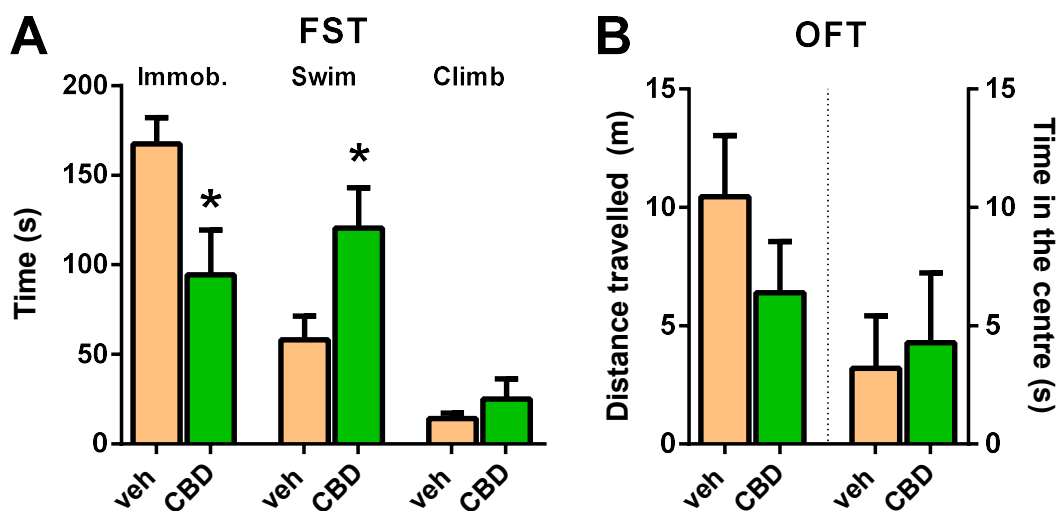 A
FST
Immob. Swim Climb
*
*
Time (s)
200
150
100
50
0
veh CBD veh CBD veh CBD
B
OFT
Distance travelled (m)
15
10
5
0
15
10
5
0
Time in the centre (s)
veh CBD veh CBD